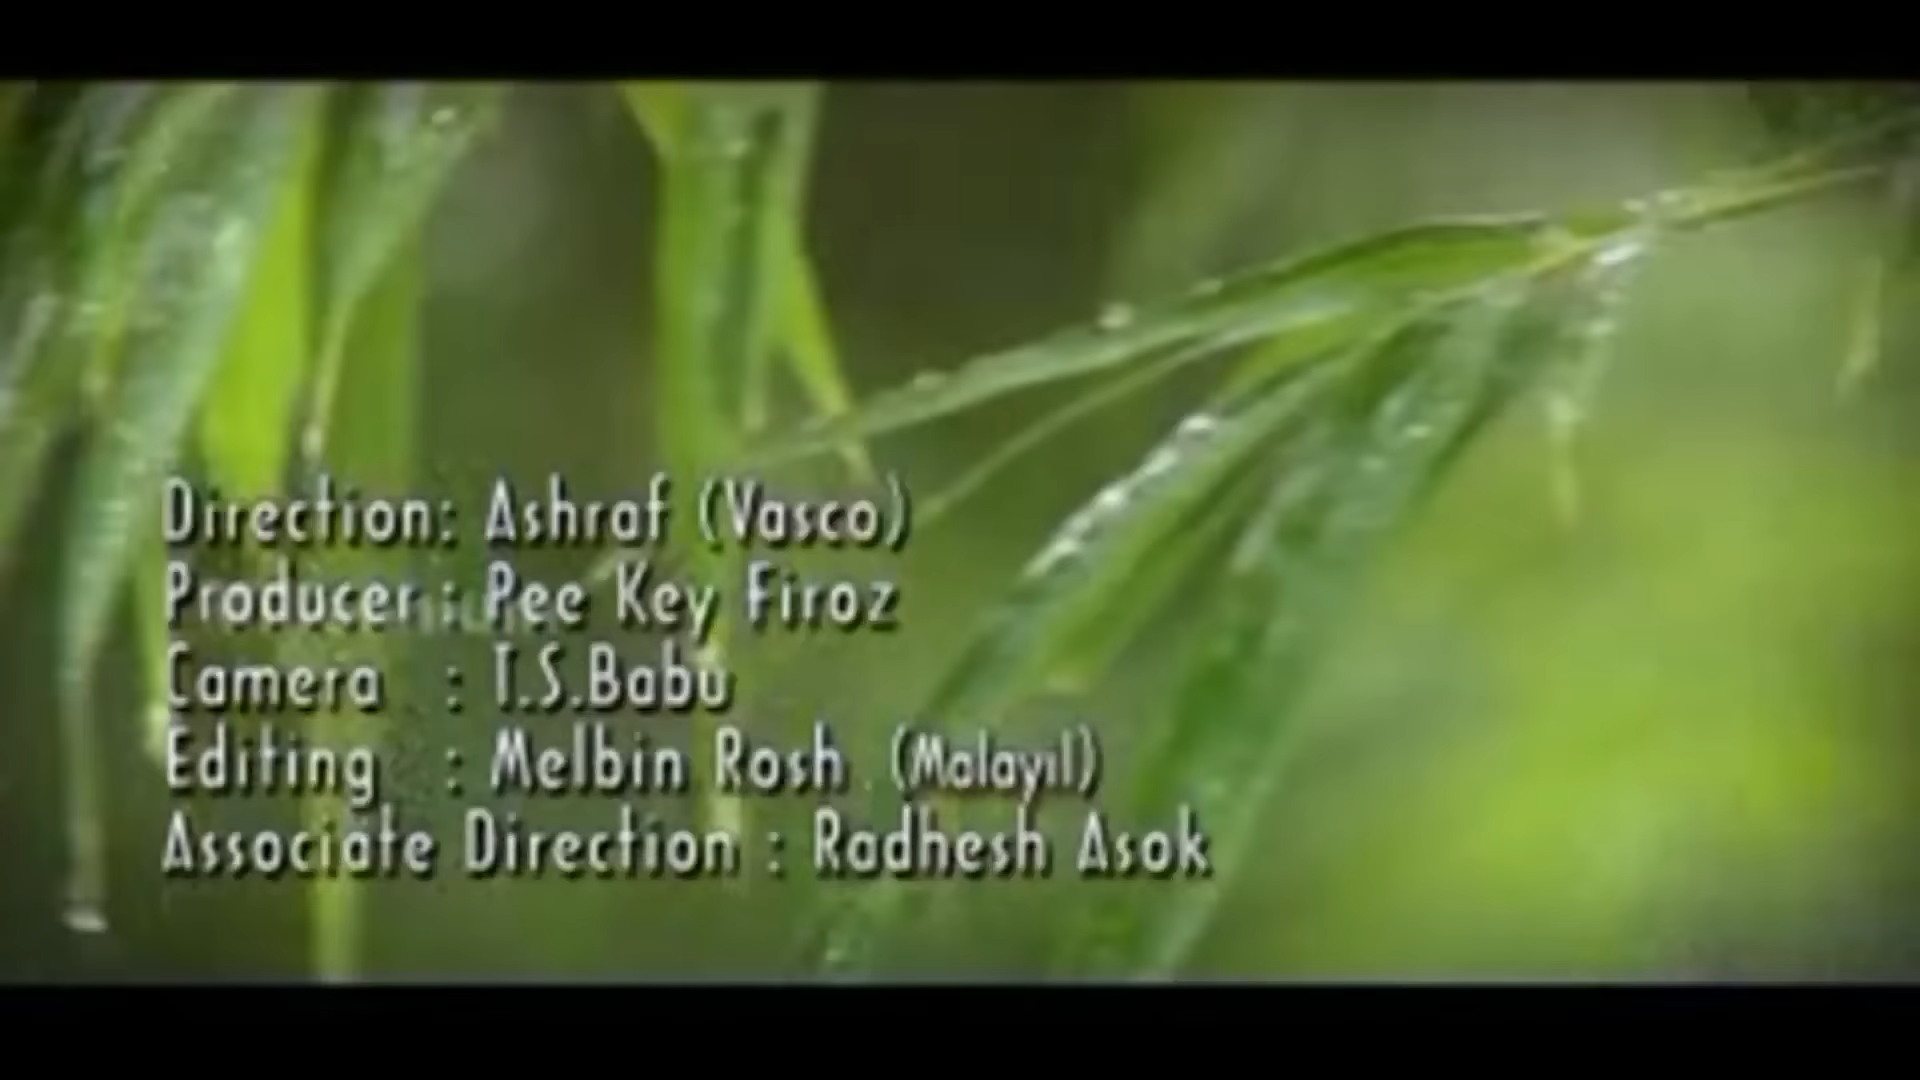 Direction: Ashraf (Vasco)
Producer : Pee Key Firoz
Camera : T.S.Babu
Editing : Melbin Rosh (Malayil)
Associate Direction : Radhesh Asok